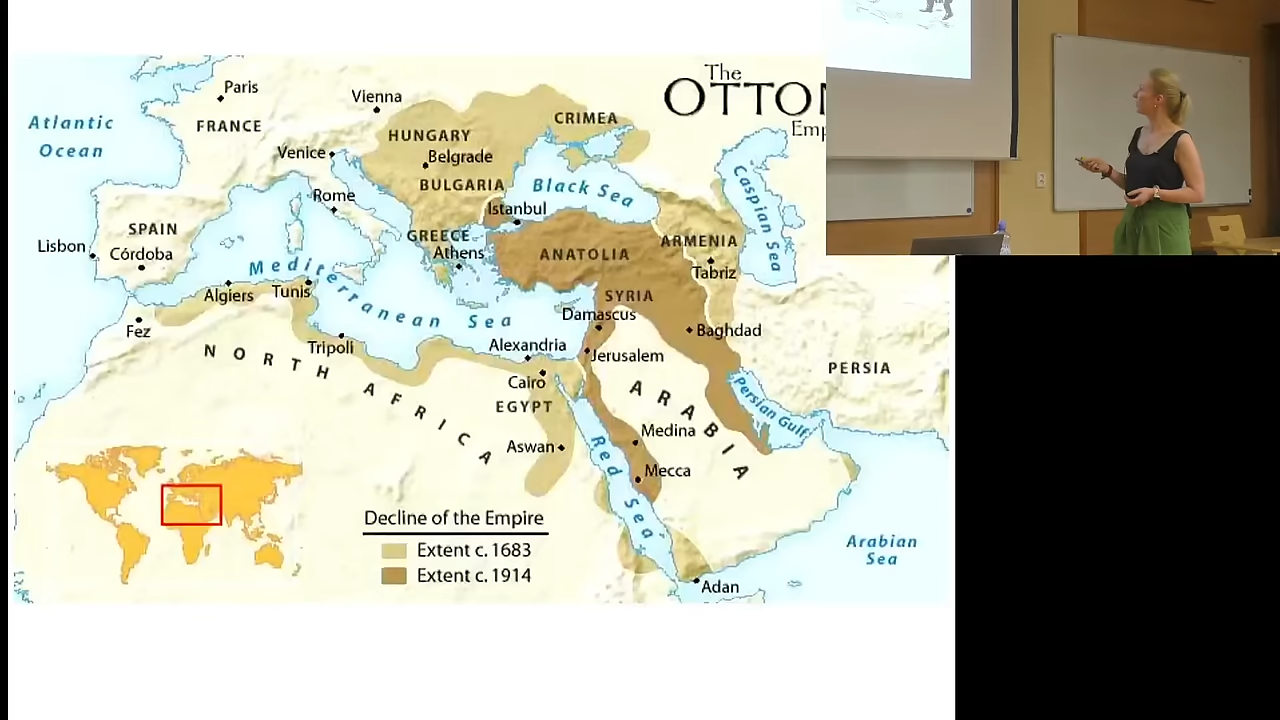 The
OTTO
Emp
Paris
Vienna
Atlantic
Ocean
FRANCE
CRIMEA
HUNGARY
Venice
Belgrade
BULGARIA
Black Sea
Caspian Sea
Rome
Istanbul
SPAIN
GREECE
Lisbon
Córdoba
Athens
ANATOLIA
ARMENIA
Tabriz
Mediterranean Sea
Algiers
Tunis
SYRIA
Damascus
Fez
Tripoli
Alexandria
Jerusalem
Baghdad
NORTH AFRICA
Cairo
EGYPT
ARABIA
Persian Gulf
PERSIA
Aswan
Medina
Red Sea
Mecca
Decline of the Empire
Extent c. 1683
Extent c. 1914
Arabian
Sea
Adan